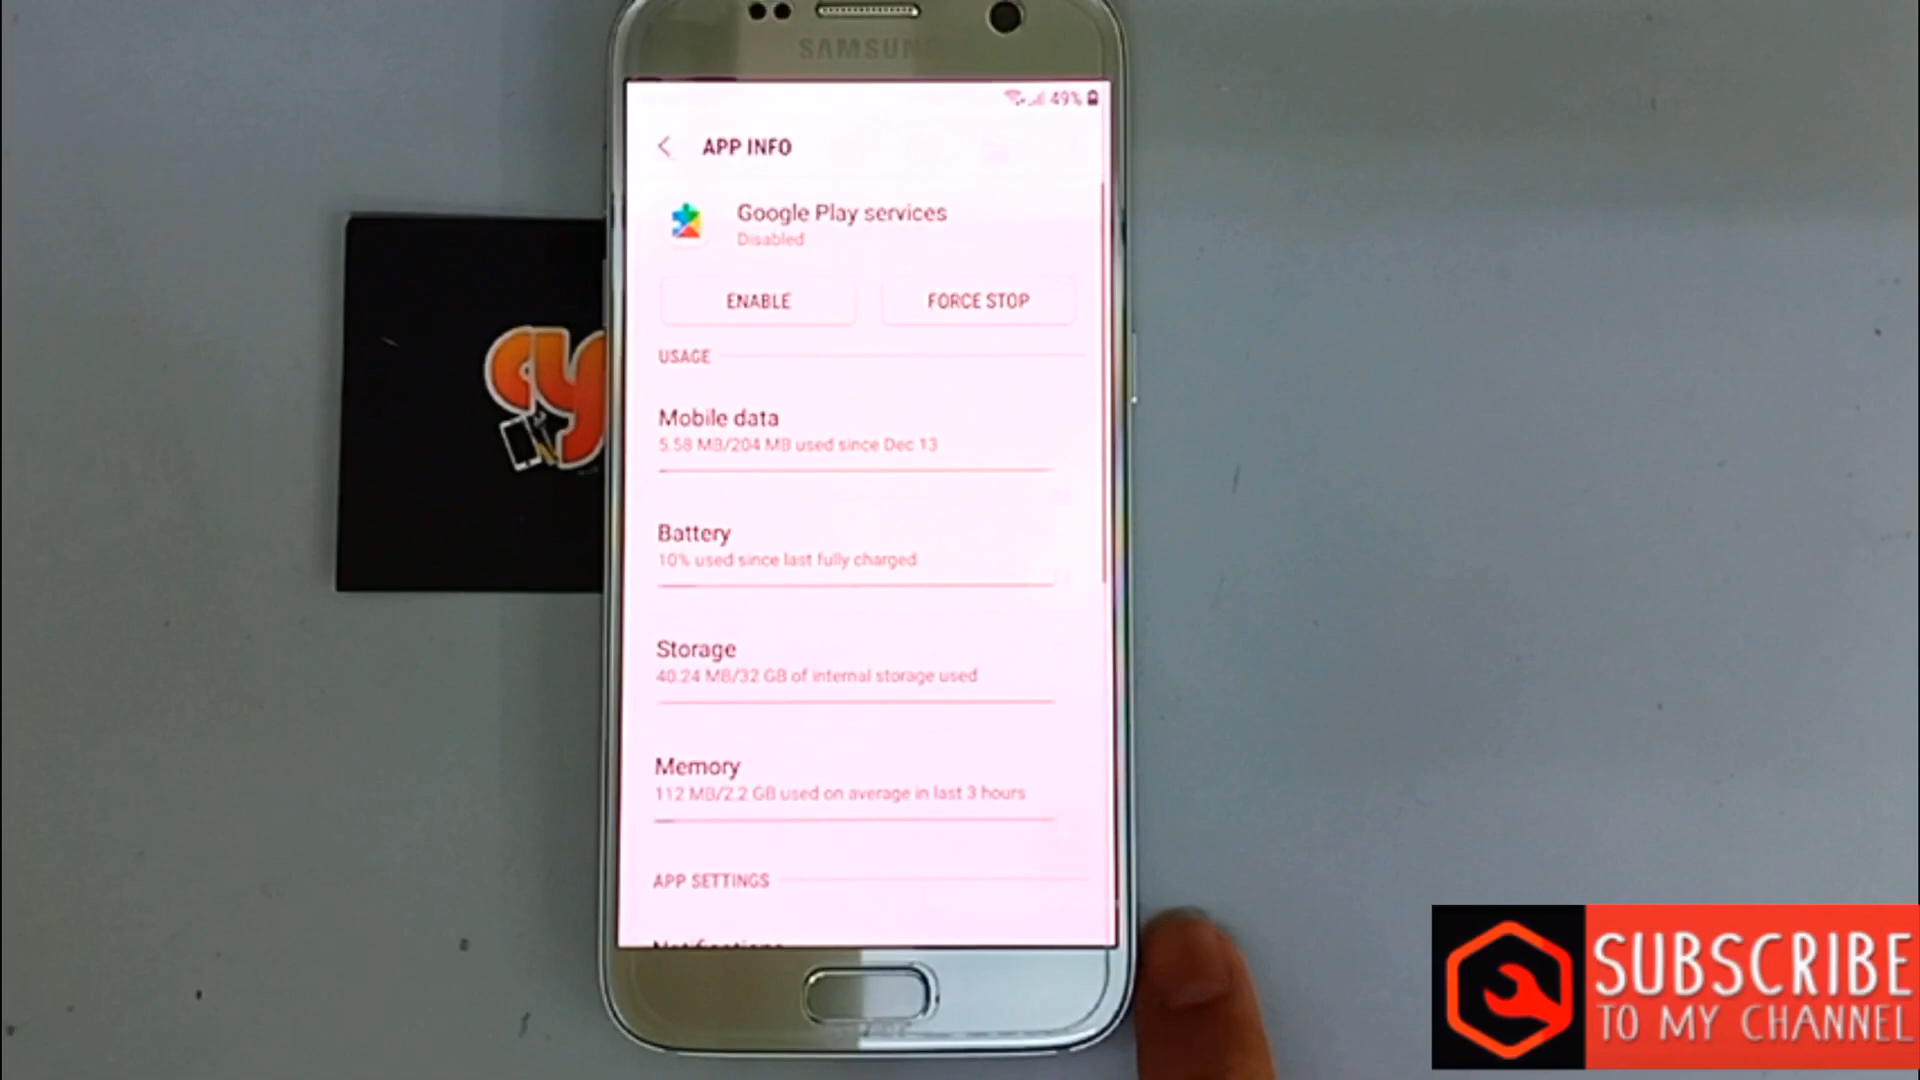 SAMSUNG
49%
APP INFO
Google Play services
Disabled
ENABLE
FORCE STOP
USAGE
Mobile data
5.58 MB/204 MB used since Dec 13
Battery
10% used since last fully charged
Storage
40.24 MB/32 GB of internal storage used
Memory
112 MB/2.2 GB used on average in last 3 hours
APP SETTINGS
Notifications
SUBSCRIBE
TO MY CHANNEL